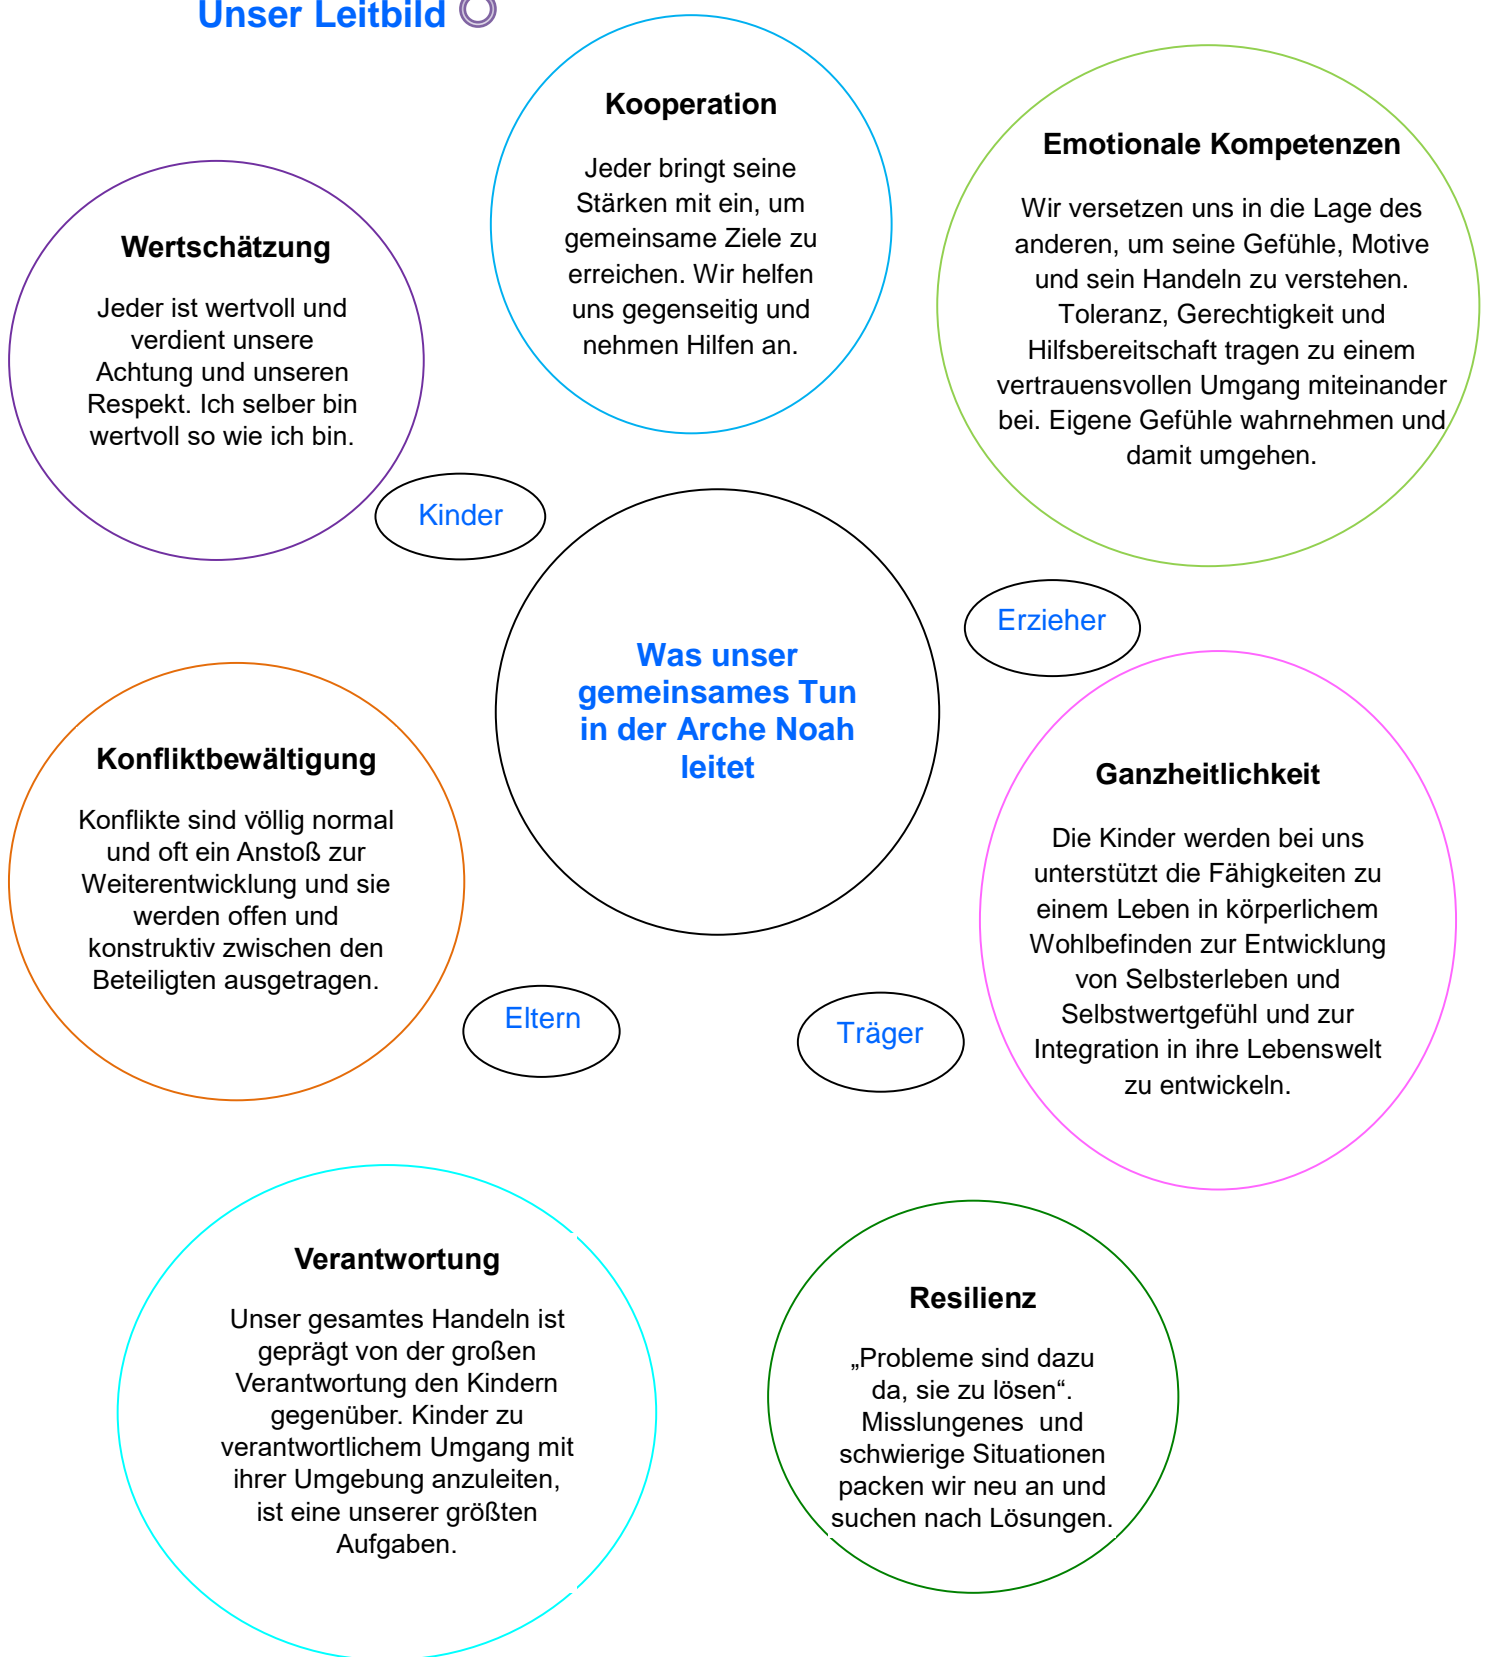 Unser Leitbild
Kooperation
Jeder bringt seine
Stärken mit ein, um
gemeinsame Ziele zu
erreichen. Wir helfen
uns gegenseitig und
nehmen Hilfen an.
Emotionale Kompetenzen
Wir versetzen uns in die Lage des
anderen, um seine Gefühle, Motive
und sein Handeln zu verstehen.
Toleranz, Gerechtigkeit und
Hilfsbereitschaft tragen zu einem
vertrauensvollen Umgang miteinander
bei. Eigene Gefühle wahrnehmen und
damit umgehen.
Wertschätzung
Jeder ist wertvoll und
verdient unsere
Achtung und unseren
Respekt. Ich selber bin
wertvoll so wie ich bin.
Kinder
Erzieher
Was unser
gemeinsames Tun
in der Arche Noah
leitet
Konfliktbewältigung
Konflikte sind völlig normal
und oft ein Anstoß zur
Weiterentwicklung und sie
werden offen und
konstruktiv zwischen den
Beteiligten ausgetragen.
Ganzheitlichkeit
Die Kinder werden bei uns
unterstützt die Fähigkeiten zu
einem Leben in körperlichem
Wohlbefinden zur Entwicklung
von Selbsterleben und
Selbstwertgefühl und zur
Integration in ihre Lebenswelt
zu entwickeln.
Eltern
Träger
Verantwortung
Unser gesamtes Handeln ist
geprägt von der großen
Verantwortung den Kindern
gegenüber. Kinder zu
verantwortlichem Umgang mit
ihrer Umgebung anzuleiten,
ist eine unserer größten
Aufgaben.
Resilienz
„Probleme sind dazu
da, sie zu lösen“.
Misslungenes  und
schwierige Situationen
packen wir neu an und
suchen nach Lösungen.